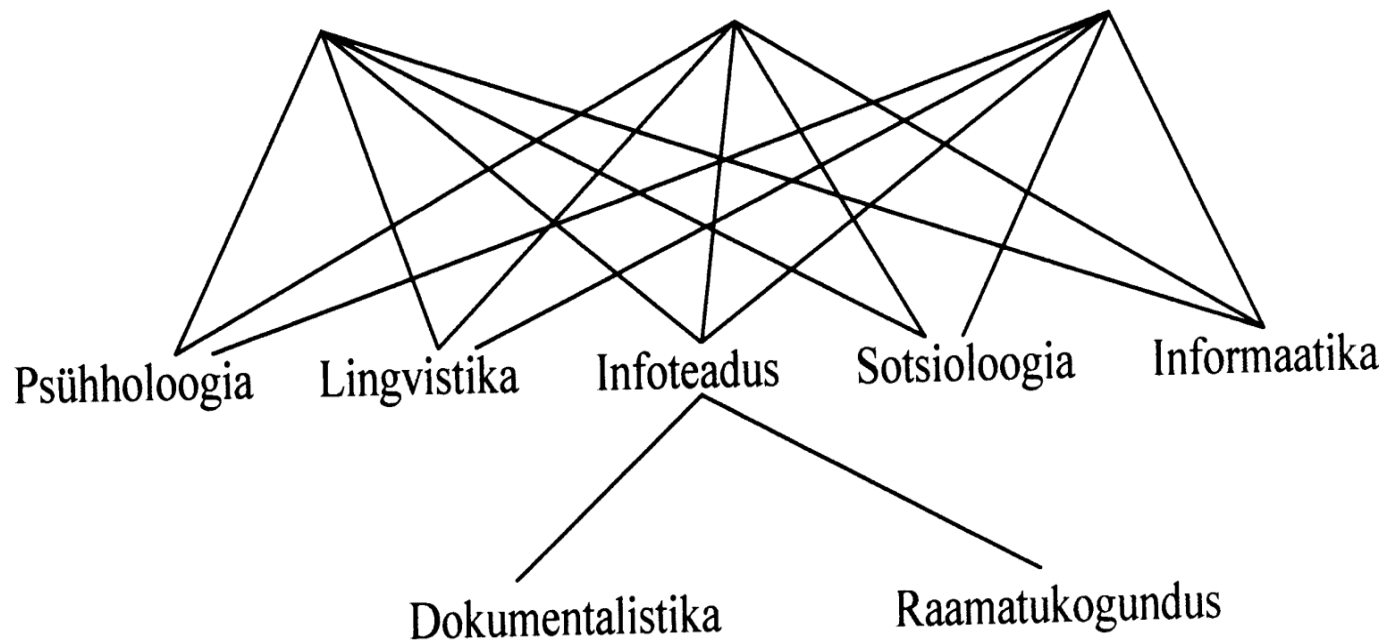 Psühholoogia Lingvistika Infoteadus Sotsioloogia Informaatika
Dokumentalistika Raamatukogundus